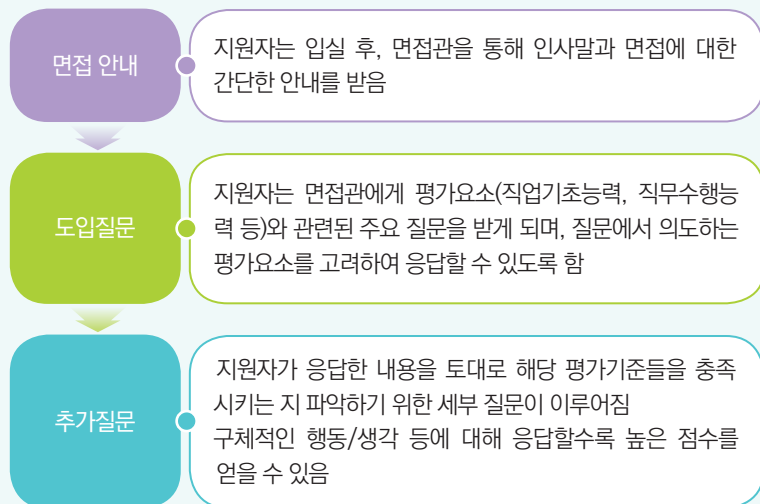 면접 안내
지원자는 입실 후, 면접관을 통해 인사말과 면접에 대한
간단한 안내를 받음
도입질문
지원자는 면접관에게 평가요소(직업기초능력, 직무수행능
력 등)와 관련된 주요 질문을 받게 되며, 질문에서 의도하는
평가요소를 고려하여 응답할 수 있도록 함
추가질문
지원자가 응답한 내용을 토대로 해당 평가기준들을 충족
시키는 지 파악하기 위한 세부 질문이 이루어짐
구체적인 행동/생각 등에 대해 응답할수록 높은 점수를
얻을 수 있음